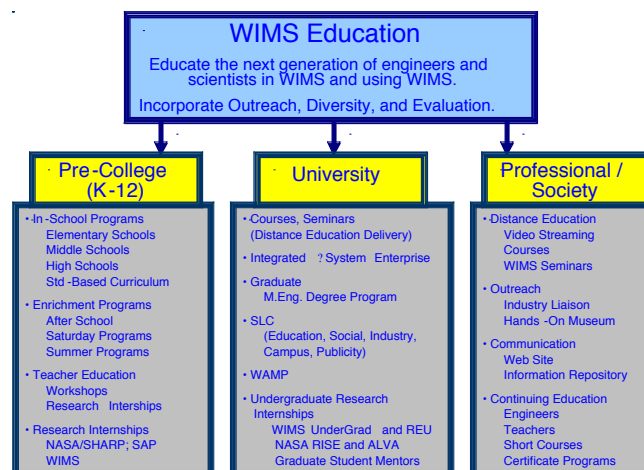 WIMS Education
Educate the next generation of engineers and
scientists in WIMS and using WIMS.
Incorporate Outreach, Diversity, and Evaluation.
Pre-College
(K-12)
• In-School Programs
Elementary Schools
Middle Schools
High Schools
Std-Based Curriculum
• Enrichment Programs
After School
Saturday Programs
Summer Programs
• Teacher Education
Workshops
Research Interships
• Research Internships
NASA/SHARP; SAP
WIMS
University
• Courses, Seminars
(Distance Education Delivery)
• Integrated ?System Enterprise
• Graduate
M.Eng. Degree Program
• SLC
(Education, Social, Industry,
Campus, Publicity)
• WAMP
• Undergraduate Research
Internships
WIMS UnderGrad and REU
NASA RISE and ALVA
Graduate Student Mentors
Professional /
Society
• Distance Education
Video Streaming
Courses
WIMS Seminars
• Outreach
Industry Liaison
Hands-On Museum
• Communication
Web Site
Information Repository
• Continuing Education
Engineers
Teachers
Short Courses
Certificate Programs